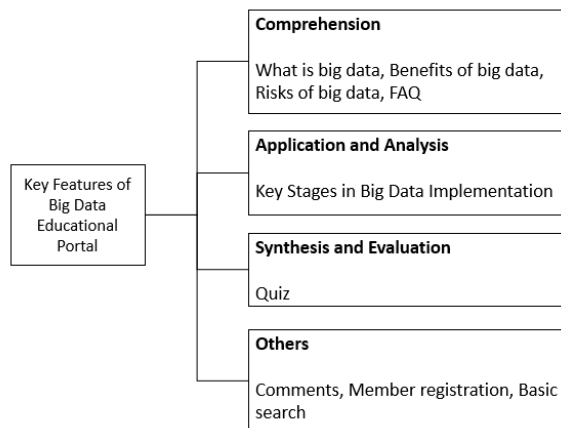 Key Features of
Big Data
Educational
Portal
Comprehension
What is big data, Benefits of big data,
Risks of big data, FAQ
Application and Analysis
Key Stages in Big Data Implementation
Synthesis and Evaluation
Quiz
Others
Comments, Member registration, Basic
search